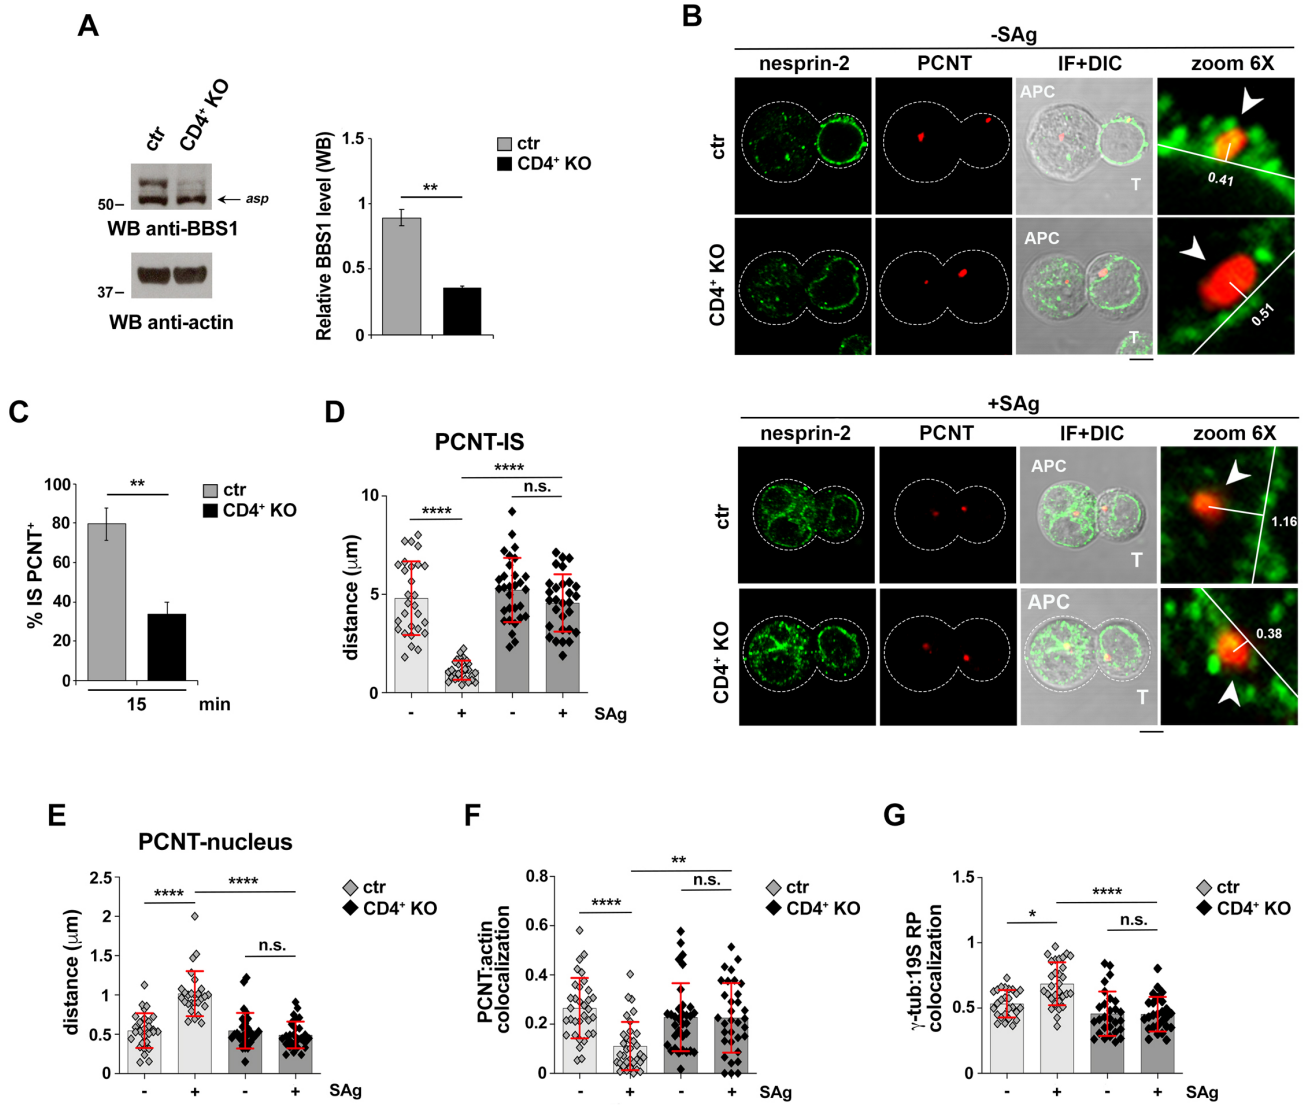 A
ctr
CD4⁺ KO
50–
asp
WB anti-BBS1
37–
WB anti-actin
Relative BBS1 level (WB)
1.5
1
0.5
0
**
ctr
CD4⁺ KO
B
-SAg
nesprin-2 PCNT IF+DIC zoom 6X
ctr
APC
T
0.41
CD4⁺ KO
APC
T
0.51
+SAg
nesprin-2 PCNT IF+DIC zoom 6X
ctr
APC
T
1.16
CD4⁺ KO
APC
T
0.38
C
% IS PCNT⁺
100
80
60
40
20
0
**
ctr
CD4⁺ KO
15 min
D
PCNT-IS
distance (µm)
10
5
0
****
****
n.s.
- + - + SAg
E
PCNT-nucleus
distance (µm)
2.5
2
1.5
1
0.5
0
****
****
n.s.
ctr
CD4⁺ KO
- + - + SAg
F
PCNT:actin
colocalization
0.8
0.6
0.4
0.2
0
****
**
n.s.
ctr
CD4⁺ KO
- + - + SAg
G
γ-tub:19S RP
colocalization
1.5
1
0.5
0
*
****
n.s.
ctr
CD4⁺ KO
- + - + SAg